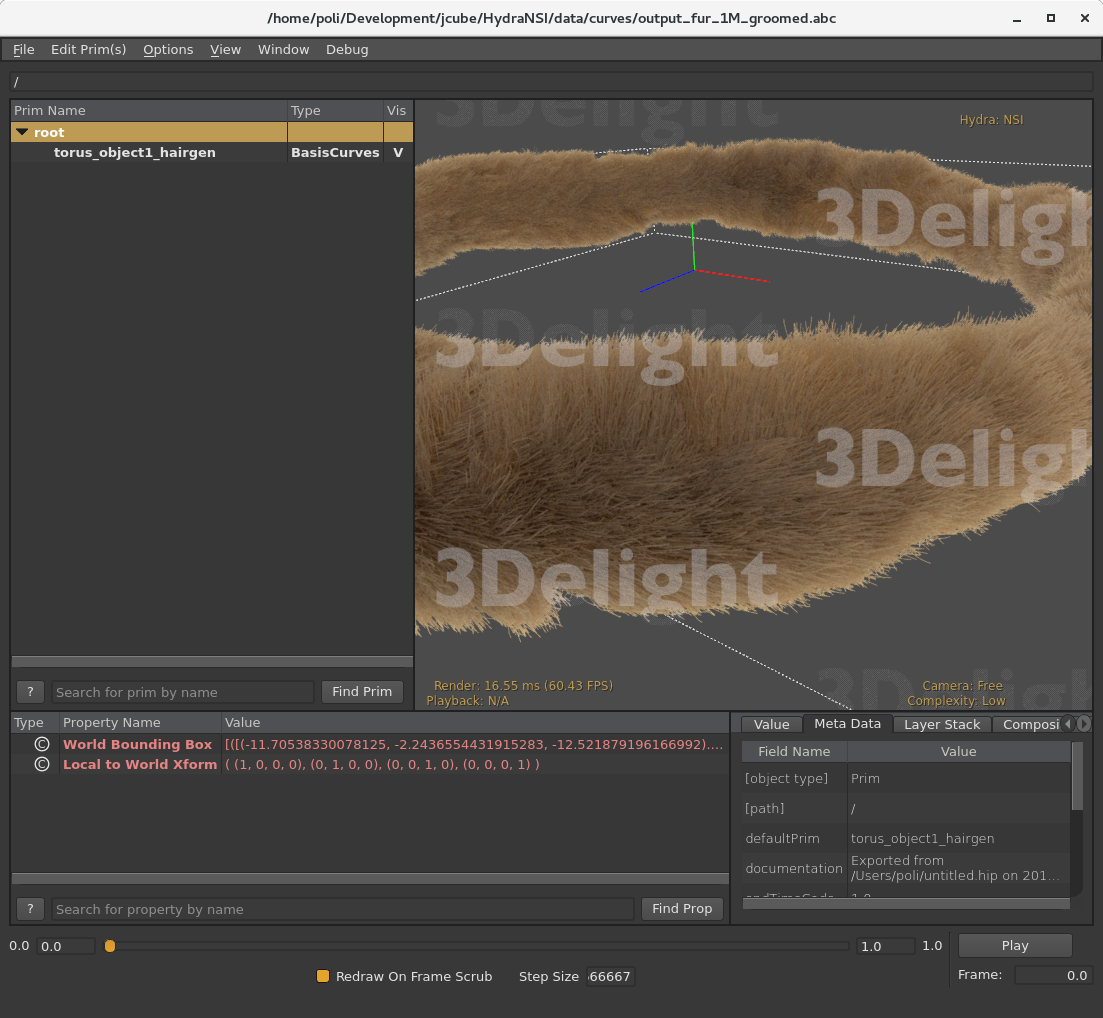 /home/poli/Development/jcube/HydraNSI/data/curves/output_fur_1M_groomed.abc
File Edit Prim(s) Options View Window Debug
/
Prim Name Type Vis
root
torus_object1_hairgen BasisCurves V
3Delight
Hydra: NSI
3Delight
3Delight
3Delight
3Delight
3Delight
Render: 16.55 ms (60.43 FPS)
Playback: N/A
Camera: Free
Complexity: Low
? Search for prim by name Find Prim
Type Property Name Value
© World Bounding Box [([(-11.70538330078125, -2.2436554431915283, -12.521879196166992)....
© Local to World Xform ( (1, 0, 0, 0), (0, 1, 0, 0), (0, 0, 1, 0), (0, 0, 0, 1) )
? Search for property by name Find Prop
Value Meta Data Layer Stack Composi
Field Name Value
[object type] Prim
[path] /
defaultPrim torus_object1_hairgen
documentation Exported from
/Users/poli/untitled.hip on 201...
0.0 0.0 1.0 1.0 Play
Redraw On Frame Scrub Step Size 66667 Frame: 0.0